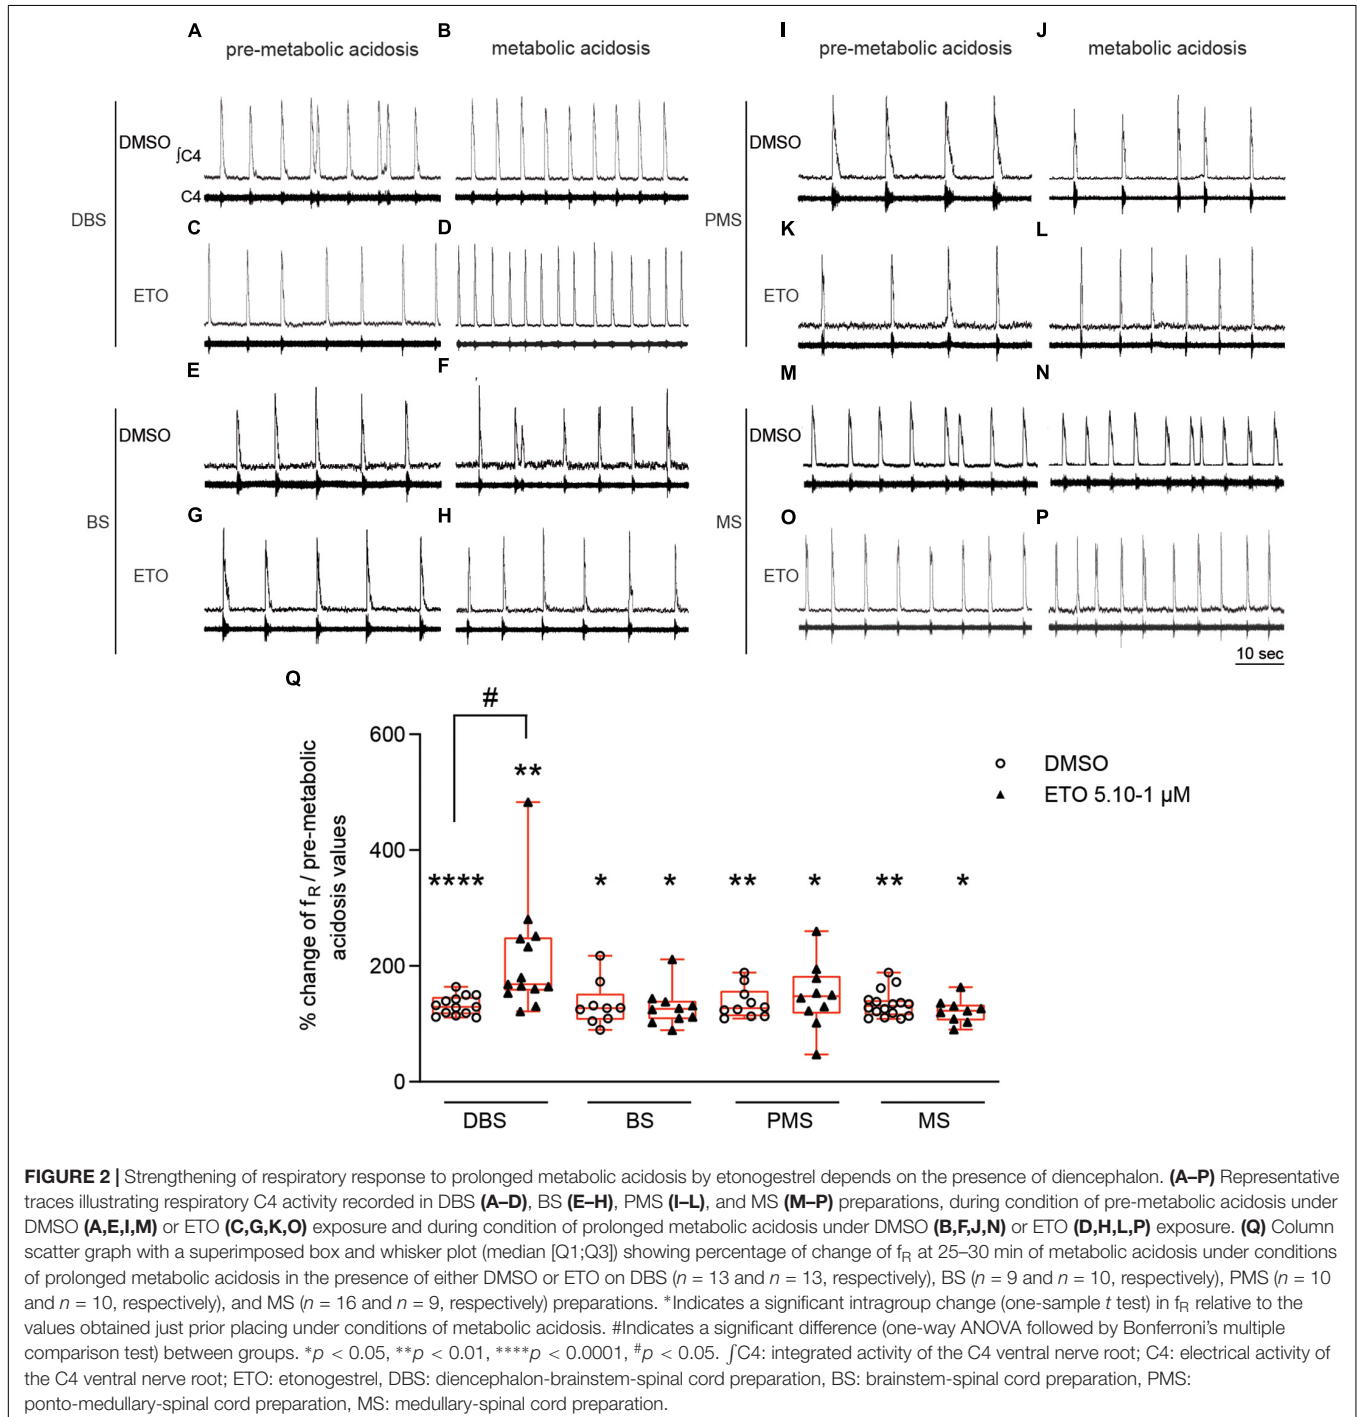 A
B
I
J
pre-metabolic acidosis
metabolic acidosis
pre-metabolic acidosis
metabolic acidosis
DMSO
∫C4
C4
DMSO
DBS
PMS
C
D
K
L
ETO
ETO
E
F
M
N
DMSO
DMSO
BS
MS
G
H
O
P
ETO
ETO
10 sec
Q
% change of fR / pre-metabolic
acidosis values
600
400
200
0
#
**
****
*
*
**
*
**
*
DMSO
ETO 5.10-1 µM
DBS
BS
PMS
MS
FIGURE 2 | Strengthening of respiratory response to prolonged metabolic acidosis by etonogestrel depends on the presence of diencephalon. (A–P) Representative
traces illustrating respiratory C4 activity recorded in DBS (A–D), BS (E–H), PMS (I–L), and MS (M–P) preparations, during condition of pre-metabolic acidosis under
DMSO (A,E,I,M) or ETO (C,G,K,O) exposure and during condition of prolonged metabolic acidosis under DMSO (B,F,J,N) or ETO (D,H,L,P) exposure. (Q) Column
scatter graph with a superimposed box and whisker plot (median [Q1;Q3]) showing percentage of change of fR at 25–30 min of metabolic acidosis under conditions
of prolonged metabolic acidosis in the presence of either DMSO or ETO on DBS (n = 13 and n = 13, respectively), BS (n = 9 and n = 10, respectively), PMS (n = 10
and n = 10, respectively), and MS (n = 16 and n = 9, respectively) preparations. *Indicates a significant intragroup change (one-sample t test) in fR relative to the
values obtained just prior placing under conditions of metabolic acidosis. #Indicates a significant difference (one-way ANOVA followed by Bonferroni's multiple
comparison test) between groups. *p < 0.05, **p < 0.01, ****p < 0.0001, #p < 0.05. ∫C4: integrated activity of the C4 ventral nerve root; C4: electrical activity of
the C4 ventral nerve root; ETO: etonogestrel, DBS: diencephalon-brainstem-spinal cord preparation, BS: brainstem-spinal cord preparation, PMS:
ponto-medullary-spinal cord preparation, MS: medullary-spinal cord preparation.